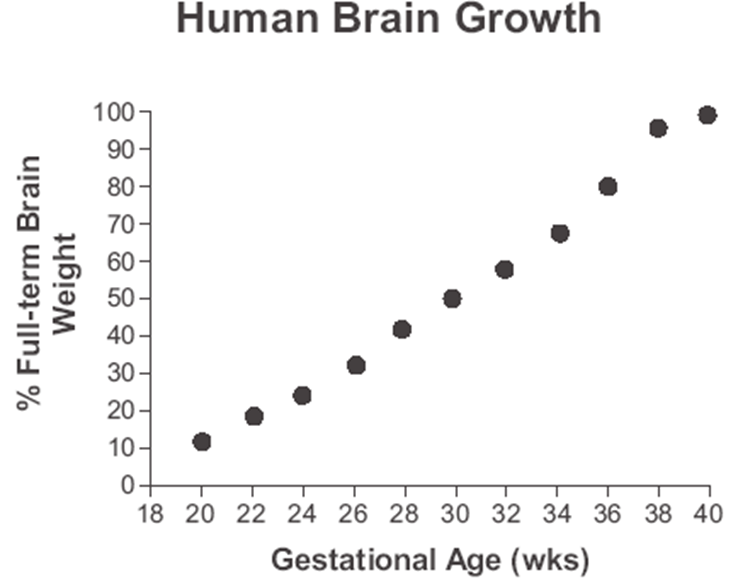 Human Brain Growth
% Full-term Brain
Weight
100
90
80
70
60
50
40
30
20
10
0
18 20 22 24 26 28 30 32 34 36 38 40
Gestational Age (wks)